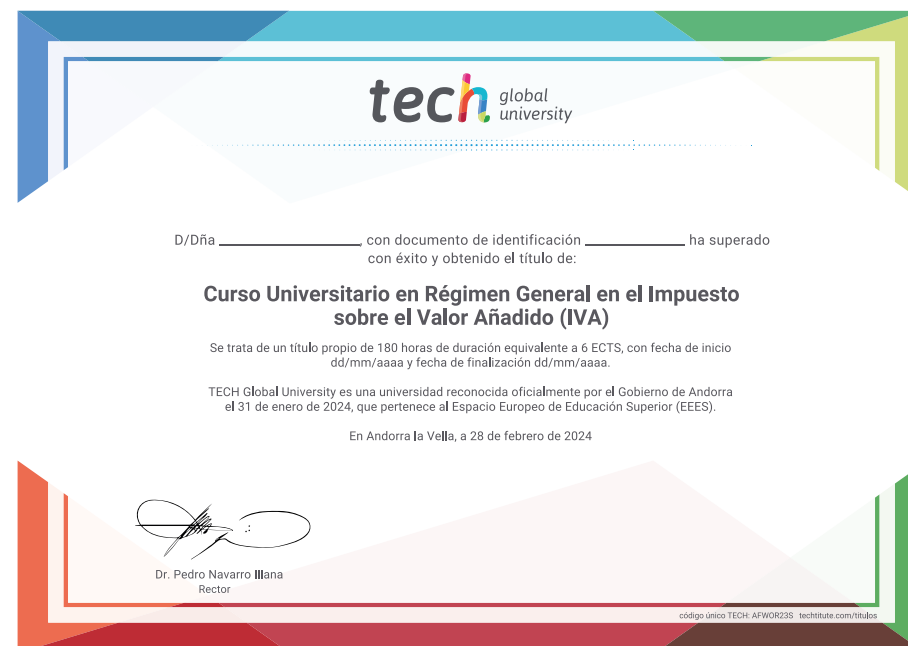 tech global
university
D/Dña ____________________, con documento de identificación ______________ ha superado
con éxito y obtenido el título de:
Curso Universitario en Régimen General en el Impuesto
sobre el Valor Añadido (IVA)
Se trata de un título propio de 180 horas de duración equivalente a 6 ECTS, con fecha de inicio
dd/mm/aaaa y fecha de finalización dd/mm/aaaa.
TECH Global University es una universidad reconocida oficialmente por el Gobierno de Andorra
el 31 de enero de 2024, que pertenece al Espacio Europeo de Educación Superior (EEES).
En Andorra la Vella, a 28 de febrero de 2024
Dr. Pedro Navarro Illana
Rector
código único TECH: AFWOR23S techtitute.com/titulos